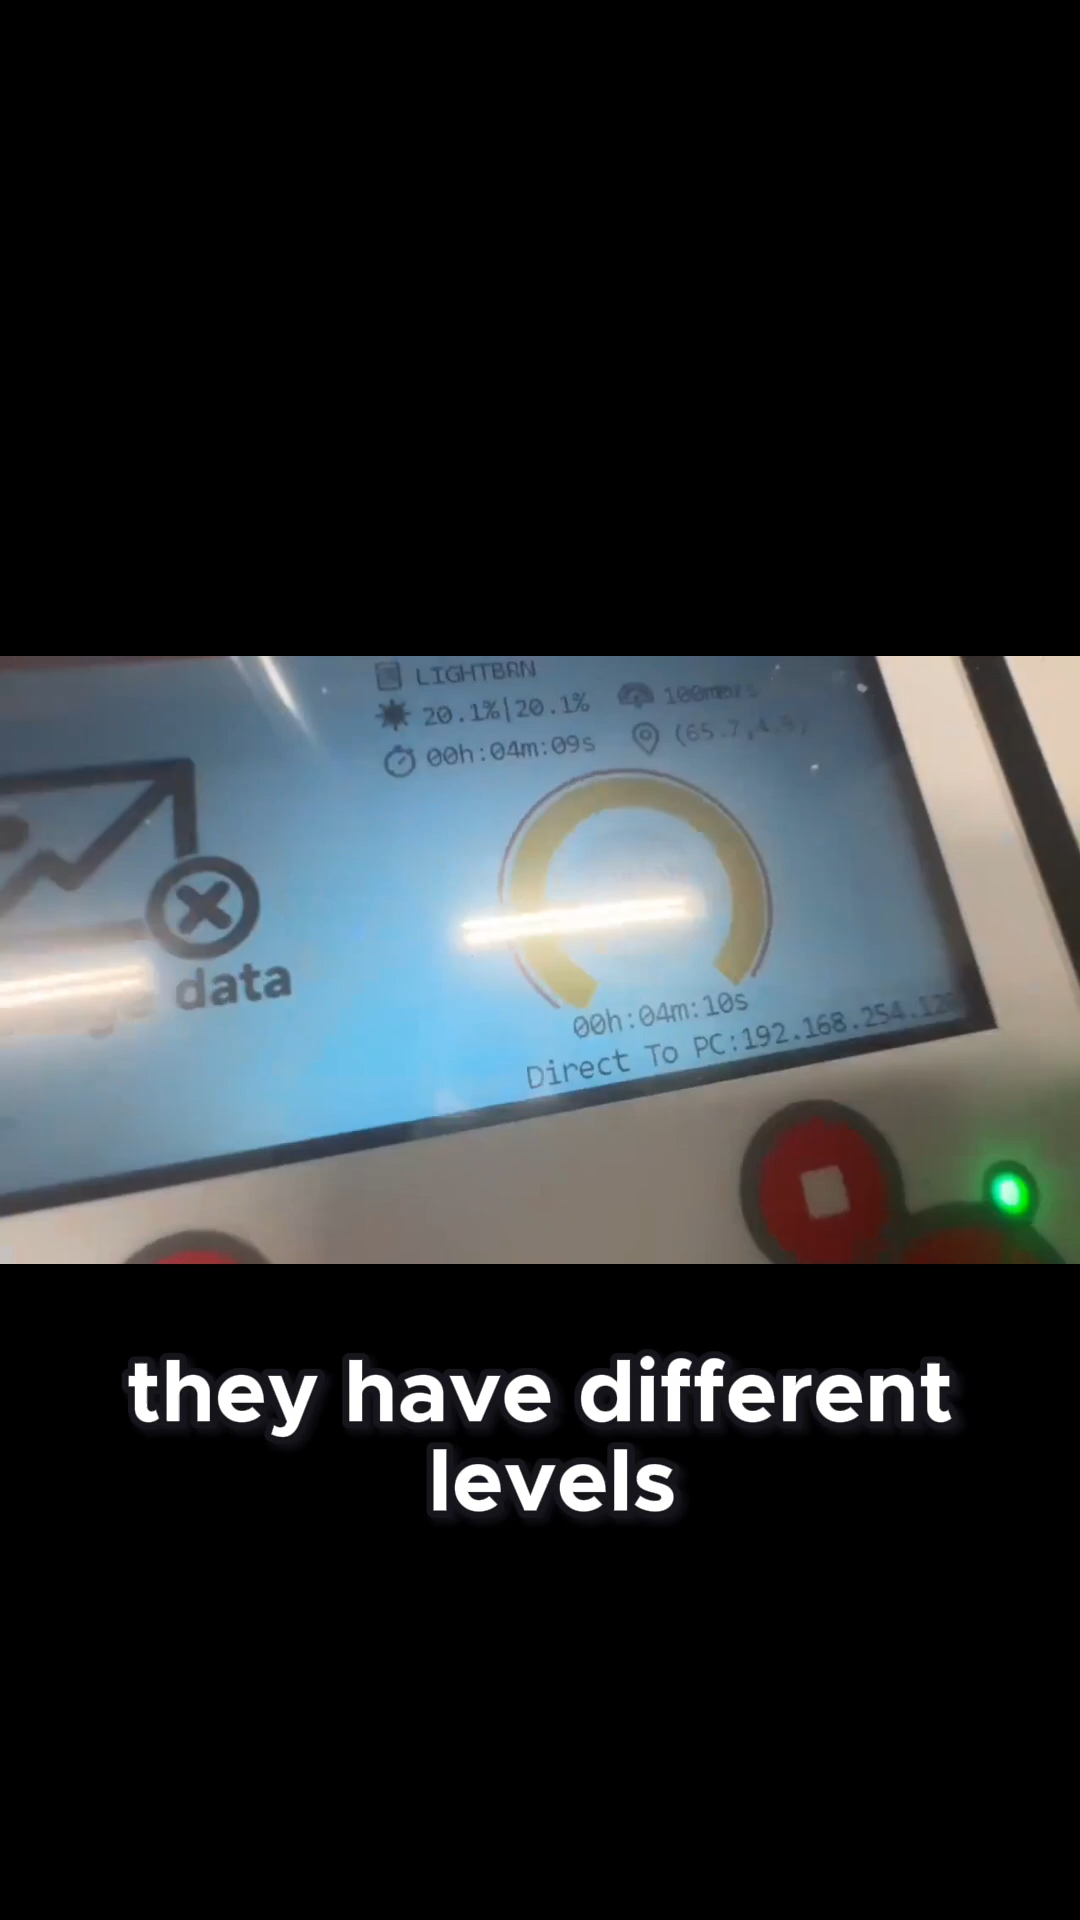 LIGHTBRN
20.1%|20.1%
00h:04m:09s
data
00h:04m:10s
Direct To PC:192.168.254.
they have different
levels